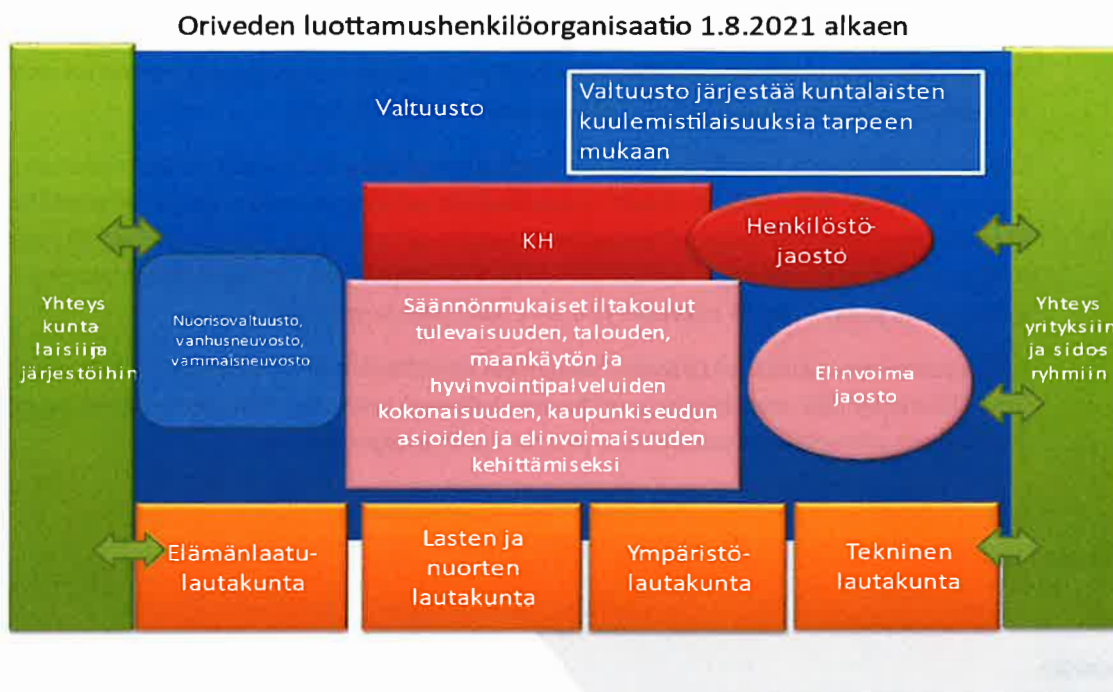 Oriveden luottamushenkilöorganisaatio 1.8.2021 alkaen
Valtuusto
Valtuusto järjestää kuntalaisten
kuulemistilaisuuksia tarpeen
mukaan
KH
Henkilöstö-
jaosto
Yhteys
kunta
laisiija
järjestöihin
Nuorisovaltuusto,
vanhusneuvosto,
vammaisneuvosto
Säännönmukaiset iltakoulut
tulevaisuuden, talouden,
maankäytön ja
hyvinvointipalveluiden
kokonaisuuden, kaupunkiseudun
asioiden ja elinvoimaisuuden
kehittämiseksi
Elinvoima
jaosto
Yhteys
yrityksiin
ja sidos
ryhmiin
Elämänlaatu-
lautakunta
Lasten ja
nuorten
lautakunta
Ympäristö-
lautakunta
Tekninen
lautakunta